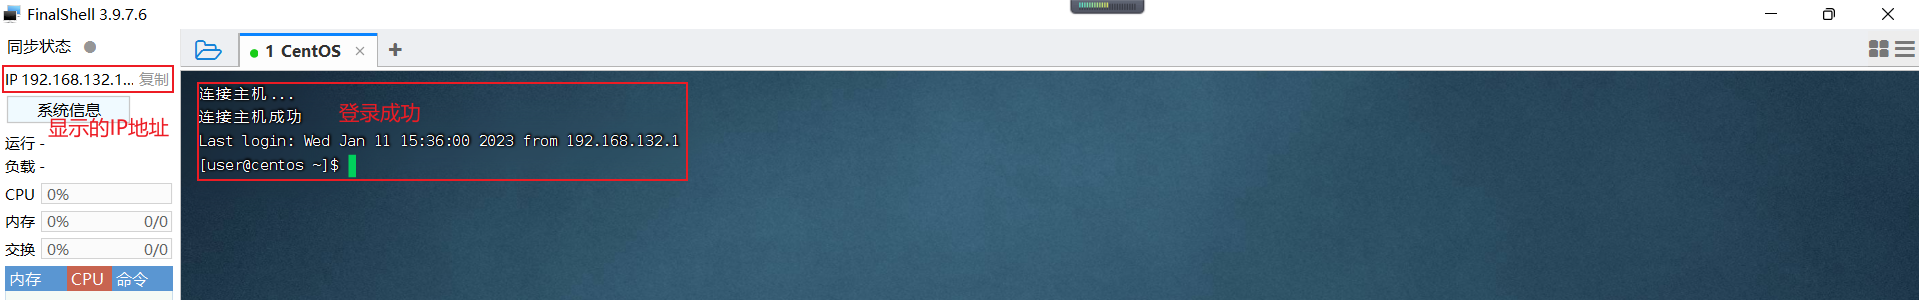 FinalShell 3.9.7.6
同步状态
IP 192.168.132.1... 复制
系统信息
显示的IP地址
运行 -
负载 -
CPU 0%
内存 0% 0/0
交换 0% 0/0
内存 CPU 命令
1 CentOS × +
连接主机...
连接主机成功
登录成功
Last login: Wed Jan 11 15:36:00 2023 from 192.168.132.1
[user@centos ~]$